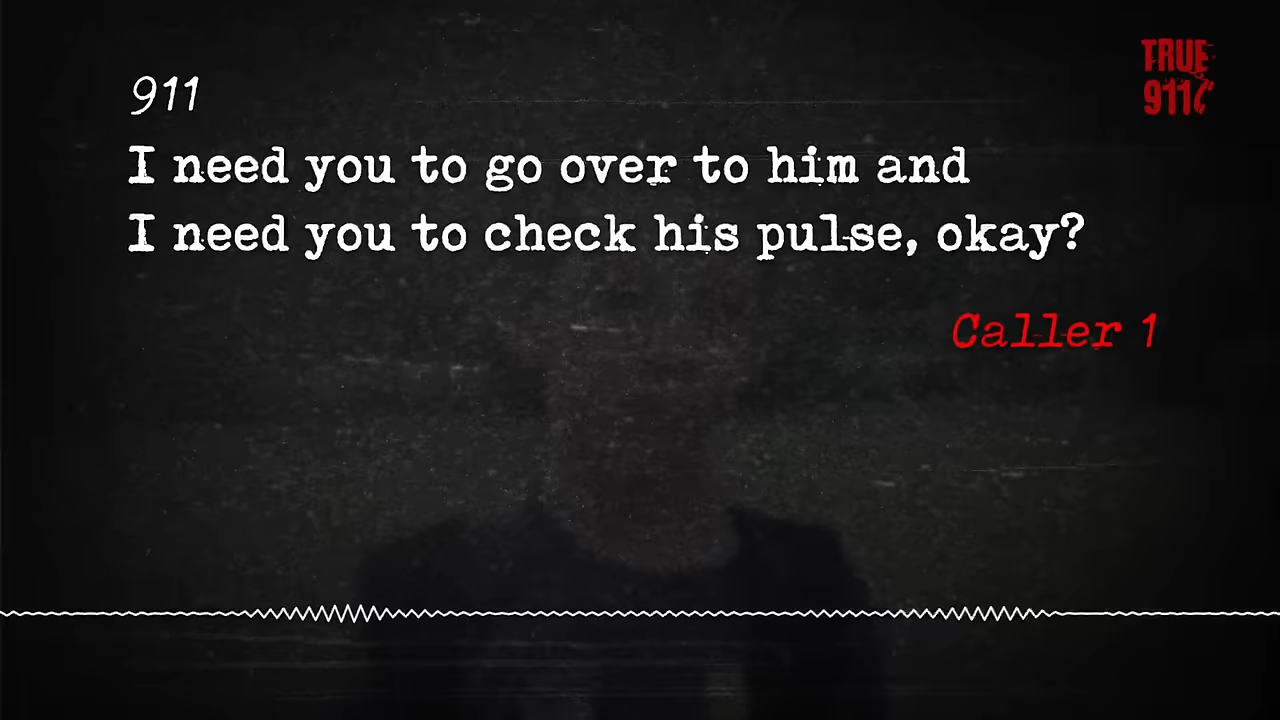 911
TRUE
911
I need you to go over to him and
I need you to check his pulse, okay?
Caller 1